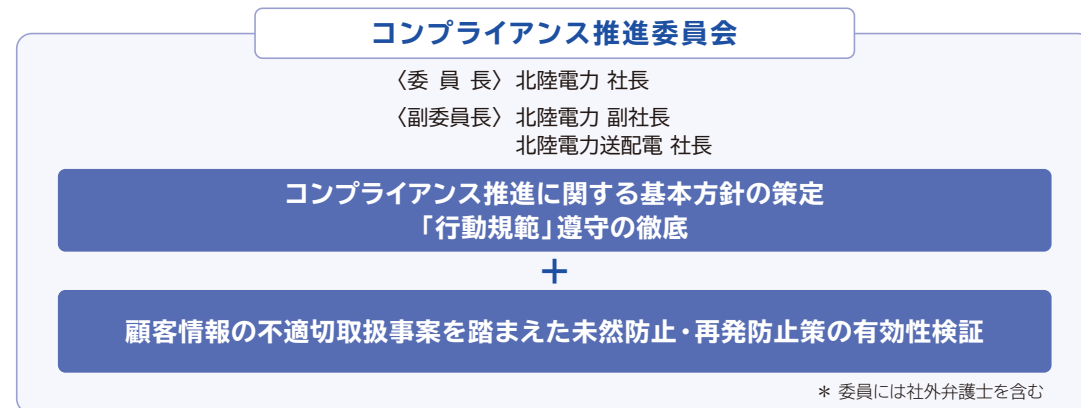 コンプライアンス推進委員会
〈委 員 長〉 北陸電力 社長
〈副委員長〉 北陸電力 副社長
北陸電力送配電 社長
コンプライアンス推進に関する基本方針の策定
「行動規範」遵守の徹底
+
顧客情報の不適切取扱事案を踏まえた未然防止・再発防止策の有効性検証
＊ 委員には社外弁護士を含む